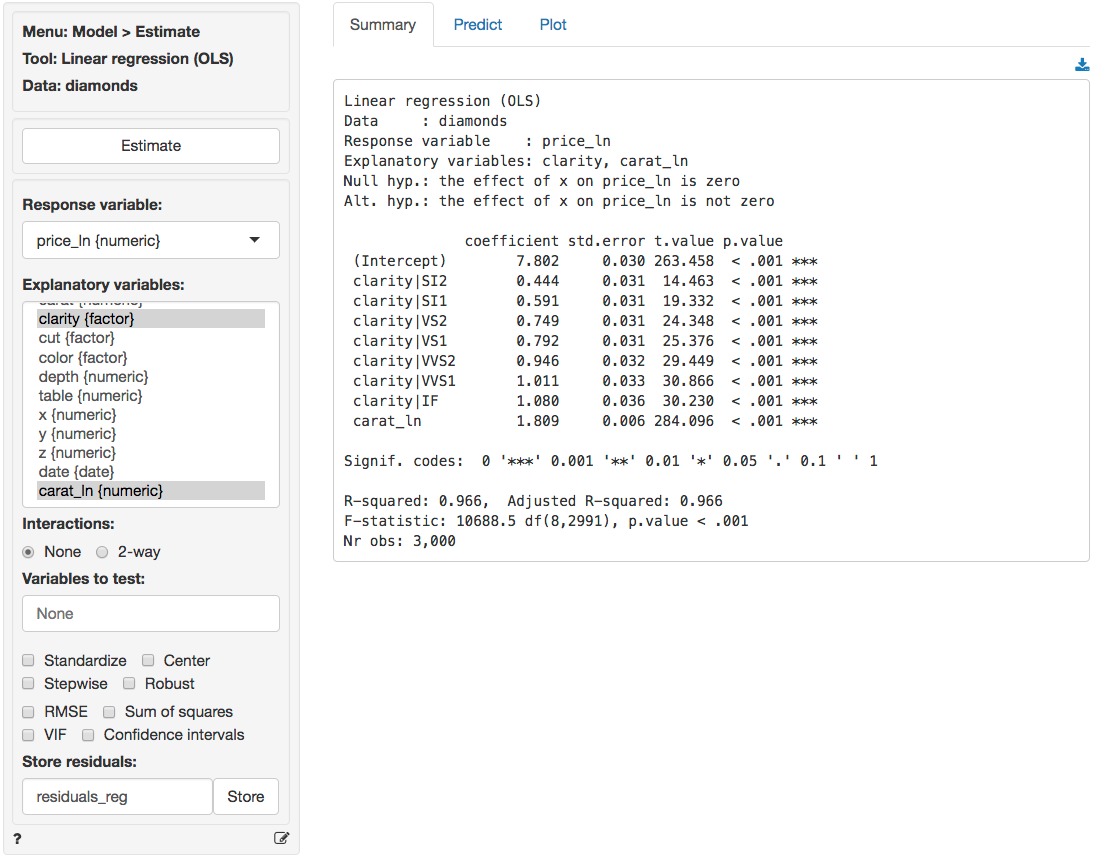 Menu: Model > Estimate
Tool: Linear regression (OLS)
Data: diamonds
Estimate
Response variable:
price_ln {numeric}
Explanatory variables:
carat {numeric}
clarity {factor}
cut {factor}
color {factor}
depth {numeric}
table {numeric}
x {numeric}
y {numeric}
z {numeric}
date {date}
carat_ln {numeric}
Interactions:
None 2-way
Variables to test:
None
Standardize Center
Stepwise Robust
RMSE Sum of squares
VIF Confidence intervals
Store residuals:
residuals_reg Store
?
Summary Predict Plot
Linear regression (OLS)
Data : diamonds
Response variable : price_ln
Explanatory variables: clarity, carat_ln
Null hyp.: the effect of x on price_ln is zero
Alt. hyp.: the effect of x on price_ln is not zero
coefficient std.error t.value p.value
(Intercept) 7.802 0.030 263.458 < .001 ***
clarity|SI2 0.444 0.031 14.463 < .001 ***
clarity|SI1 0.591 0.031 19.332 < .001 ***
clarity|VS2 0.749 0.031 24.348 < .001 ***
clarity|VS1 0.792 0.031 25.376 < .001 ***
clarity|VVS2 0.946 0.032 29.449 < .001 ***
clarity|VVS1 1.011 0.033 30.866 < .001 ***
clarity|IF 1.080 0.036 30.230 < .001 ***
carat_ln 1.809 0.006 284.096 < .001 ***
Signif. codes: 0 '***' 0.001 '**' 0.01 '*' 0.05 '.' 0.1 ' ' 1
R-squared: 0.966, Adjusted R-squared: 0.966
F-statistic: 10688.5 df(8,2991), p.value < .001
Nr obs: 3,000